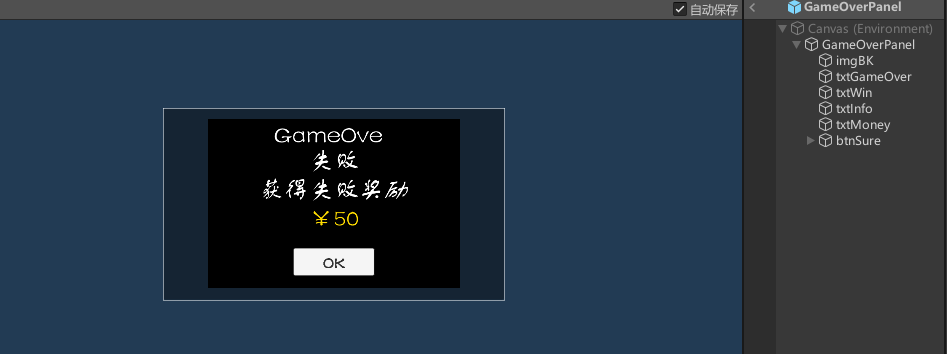 自动保存
GameOverPanel
Canvas (Environment)
GameOverPanel
imgBK
txtGameOver
txtWin
txtInfo
txtMoney
btnSure
GameOve
失败
获得失败奖励
￥50
OK